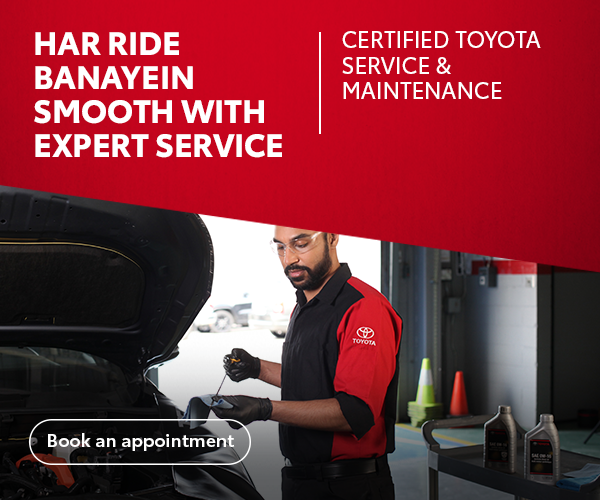 HAR RIDE
BANAYEIN
SMOOTH WITH
EXPERT SERVICE
CERTIFIED TOYOTA
SERVICE &
MAINTENANCE
TOYOTA
Book an appointment